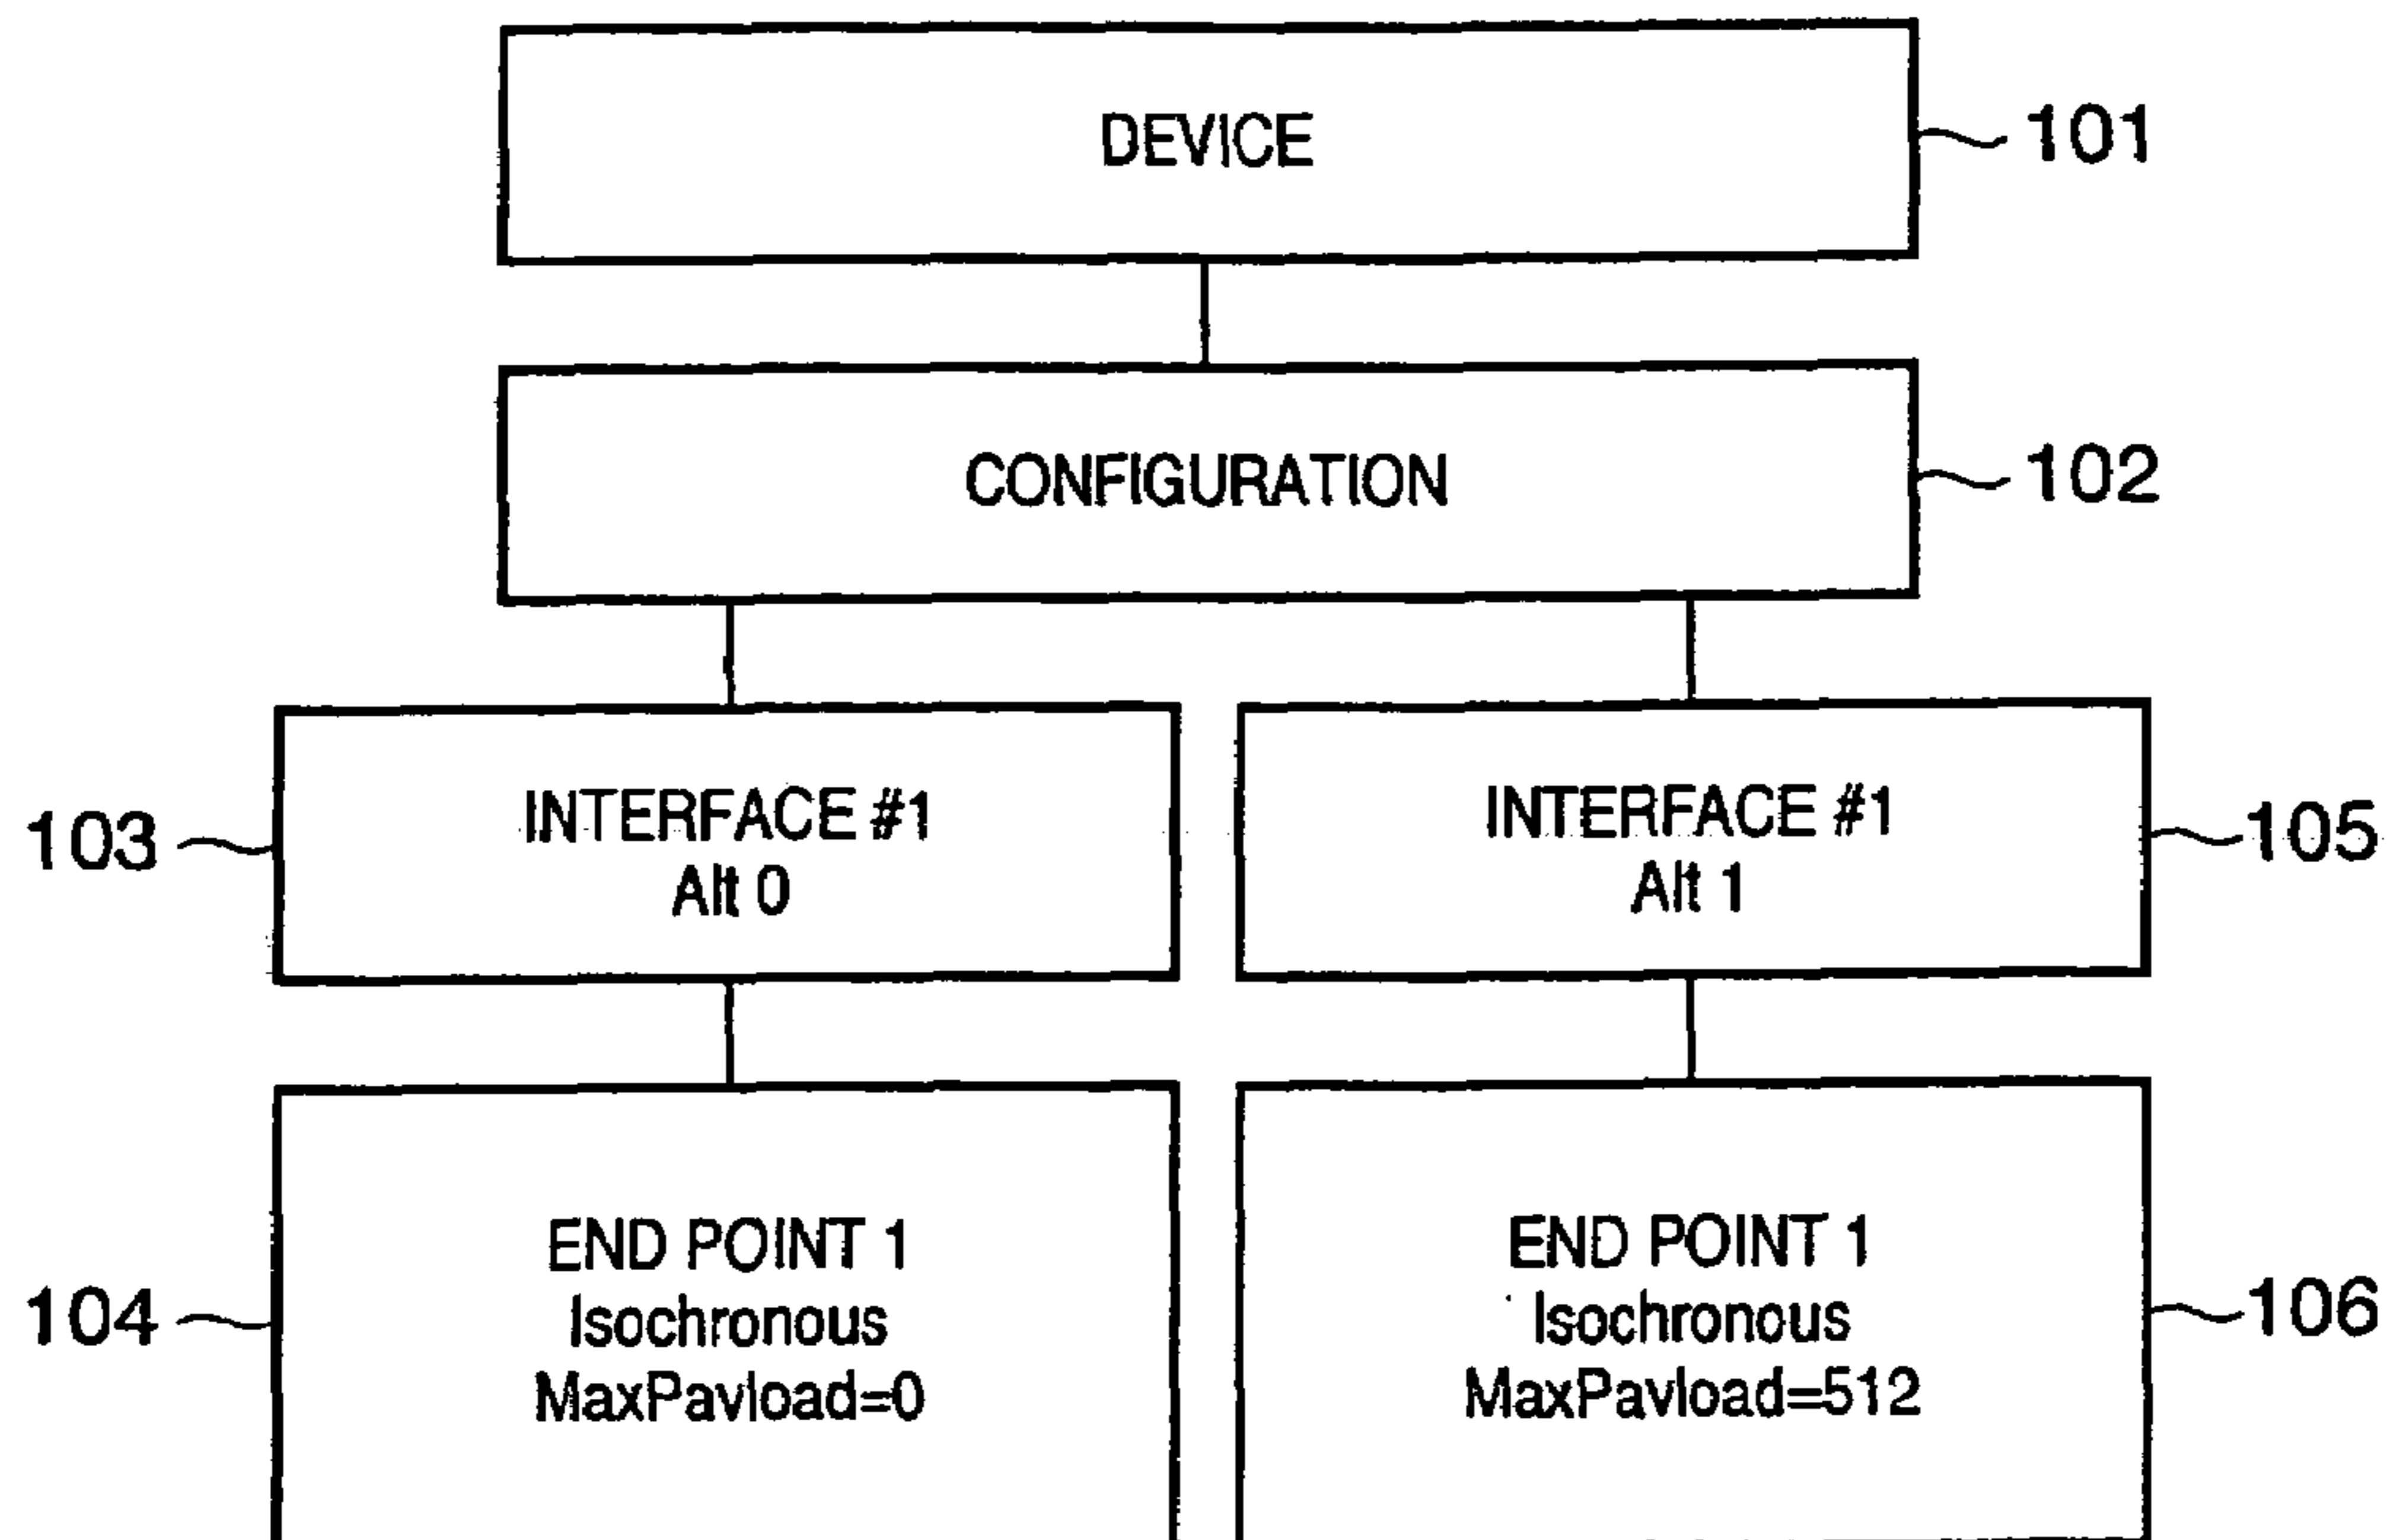 DEVICE
101
CONFIGURATION
102
103
INTERFACE #1
Alt 0
INTERFACE #1
Alt 1
105
104
END POINT 1
Isochronous
MaxPavload=0
END POINT 1
Isochronous
MaxPavload=512
106